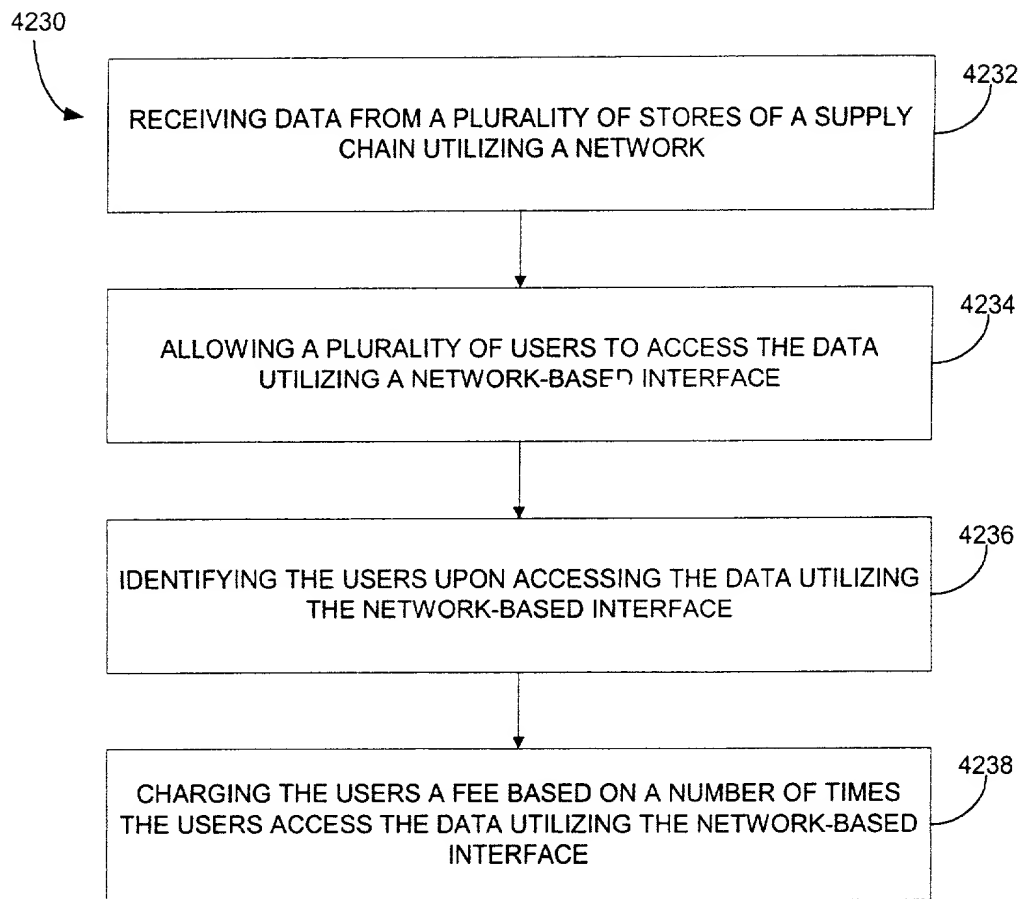 4230
4232
RECEIVING DATA FROM A PLURALITY OF STORES OF A SUPPLY
CHAIN UTILIZING A NETWORK
4234
ALLOWING A PLURALITY OF USERS TO ACCESS THE DATA
UTILIZING A NETWORK-BASED INTERFACE
4236
IDENTIFYING THE USERS UPON ACCESSING THE DATA UTILIZING
THE NETWORK-BASED INTERFACE
4238
CHARGING THE USERS A FEE BASED ON A NUMBER OF TIMES
THE USERS ACCESS THE DATA UTILIZING THE NETWORK-BASED
INTERFACE